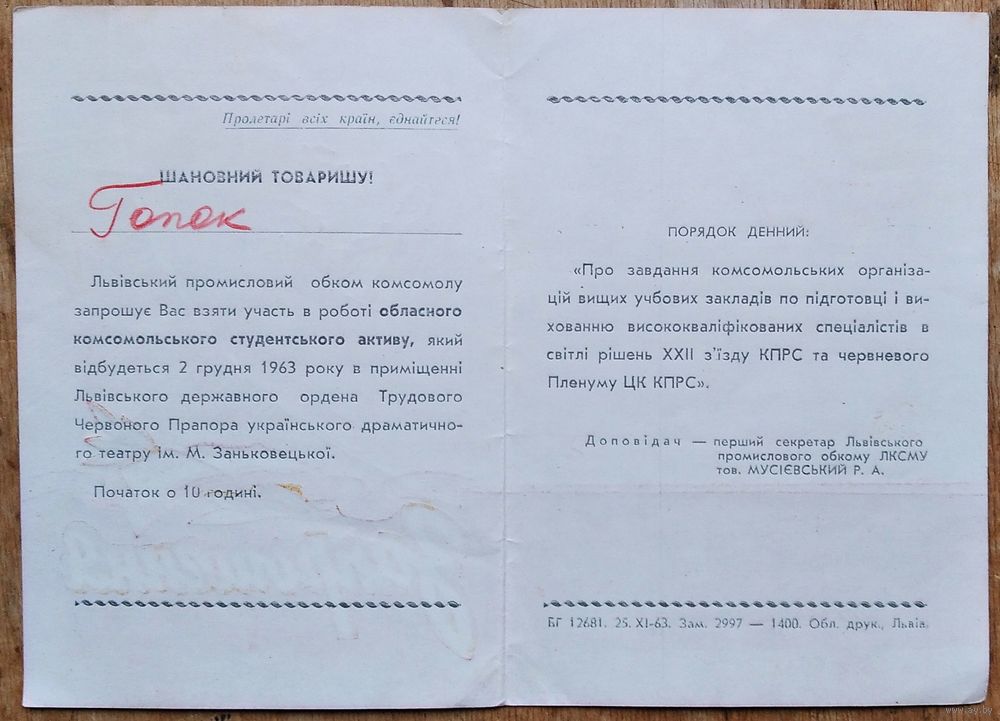 Пролетарі всіх країн, єднайтеся!
ШАНОВНИЙ ТОВАРИШУ!
Гопак
Львівський промисловий обком комсомолу
запрошує Вас взяти участь в роботі обласного
комсомольського студентського активу, який
відбудеться 2 грудня 1963 року в приміщенні
Львівського державного ордена Трудового
Червоного Прапора українського драматично-
го театру ім. М. Заньковецької.
Початок о 10 годині.
ПОРЯДОК ДЕННИЙ:
«Про завдання комсомольських організа-
цій вищих учбових закладів по підготовці і ви-
хованню висококваліфікованих спеціалістів в
світлі рішень XXII з'їзду КПРС та червневого
Пленуму ЦК КПРС».
Доповідач — перший секретар Львівського
промислового обкому ЛКСМУ
тов. МУСІЄВСЬКИЙ Р. А.
БГ 12681. 25. XI-63. Зам. 2997 — 1400. Обл. друк., Львів.
www.ay.by